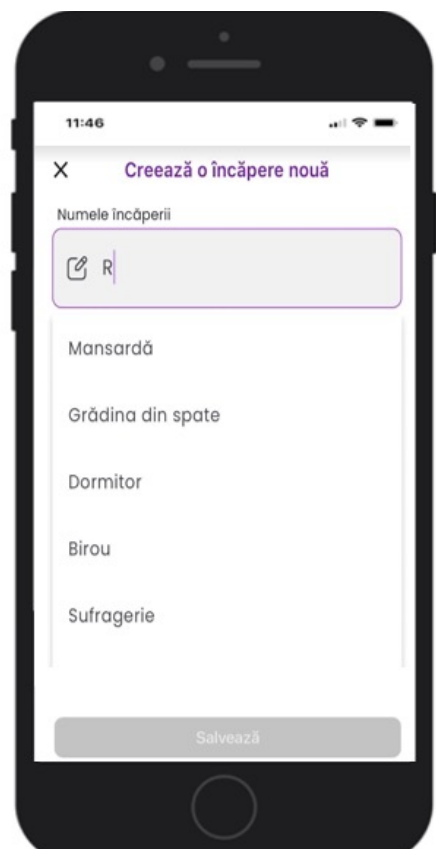 11:46
Creează o încăpere nouă
Numele încăperii
R
Mansardă
Grădina din spate
Dormitor
Birou
Sufragerie
Salvează